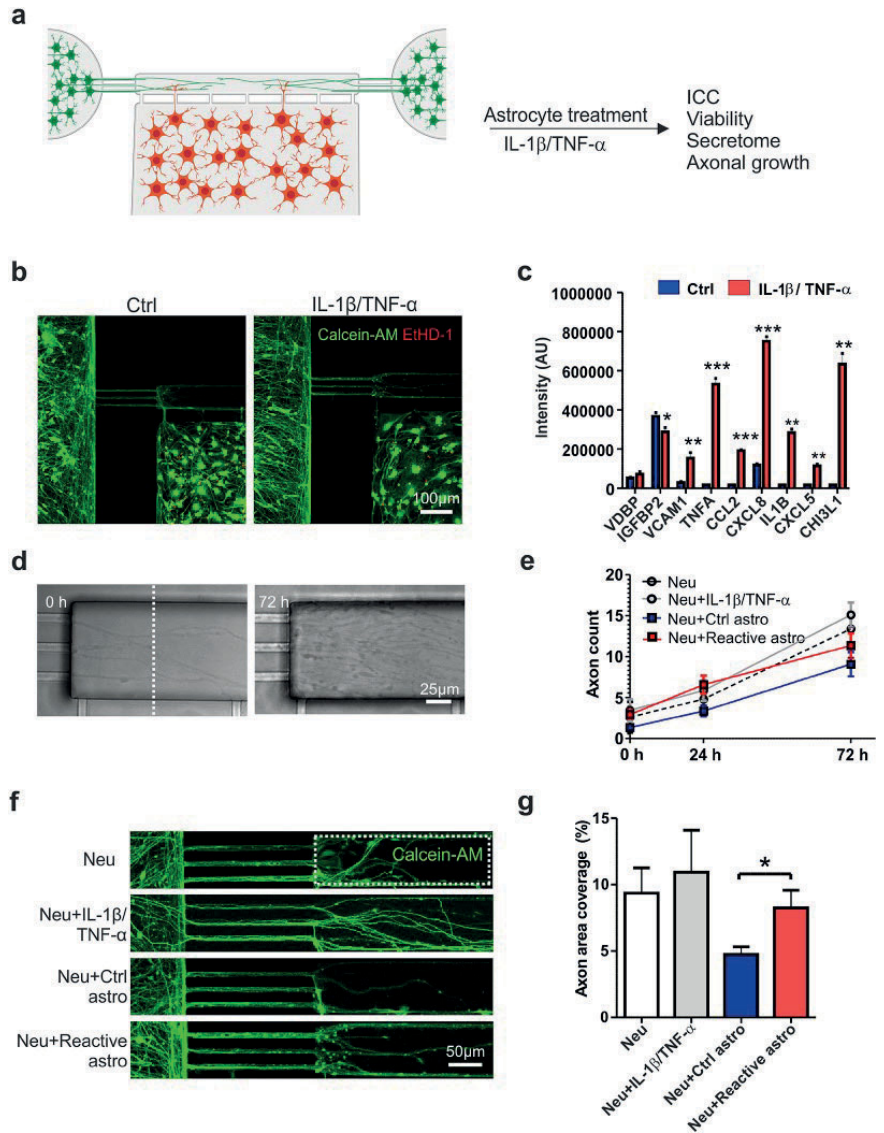 a
Astrocyte treatment
IL-1β/TNF-α
ICC
Viability
Secretome
Axonal growth
b
Ctrl
IL-1β/TNF-α
Calcein-AM EtHD-1
100µm
c
Ctrl
IL-1β/ TNF-α
Intensity (AU)
1000000
800000
600000
400000
200000
0
*
**
***
***
***
**
**
**
VDBP
IGFBP2
VCAM1
TNFA
CCL2
CXCL8
IL1B
CXCL5
CHI3L1
d
0 h
72 h
25µm
e
Axon count
20
15
10
5
0
Neu
Neu+IL-1β/TNF-α
Neu+Ctrl astro
Neu+Reactive astro
0 h
24 h
72 h
f
Neu
Calcein-AM
Neu+IL-1β/
TNF-α
Neu+Ctrl
astro
Neu+Reactive
astro
50µm
g
Axon area coverage (%)
15
10
5
0
*
Neu
Neu+IL-1β/TNF-α
Neu+Ctrl astro
Neu+Reactive astro